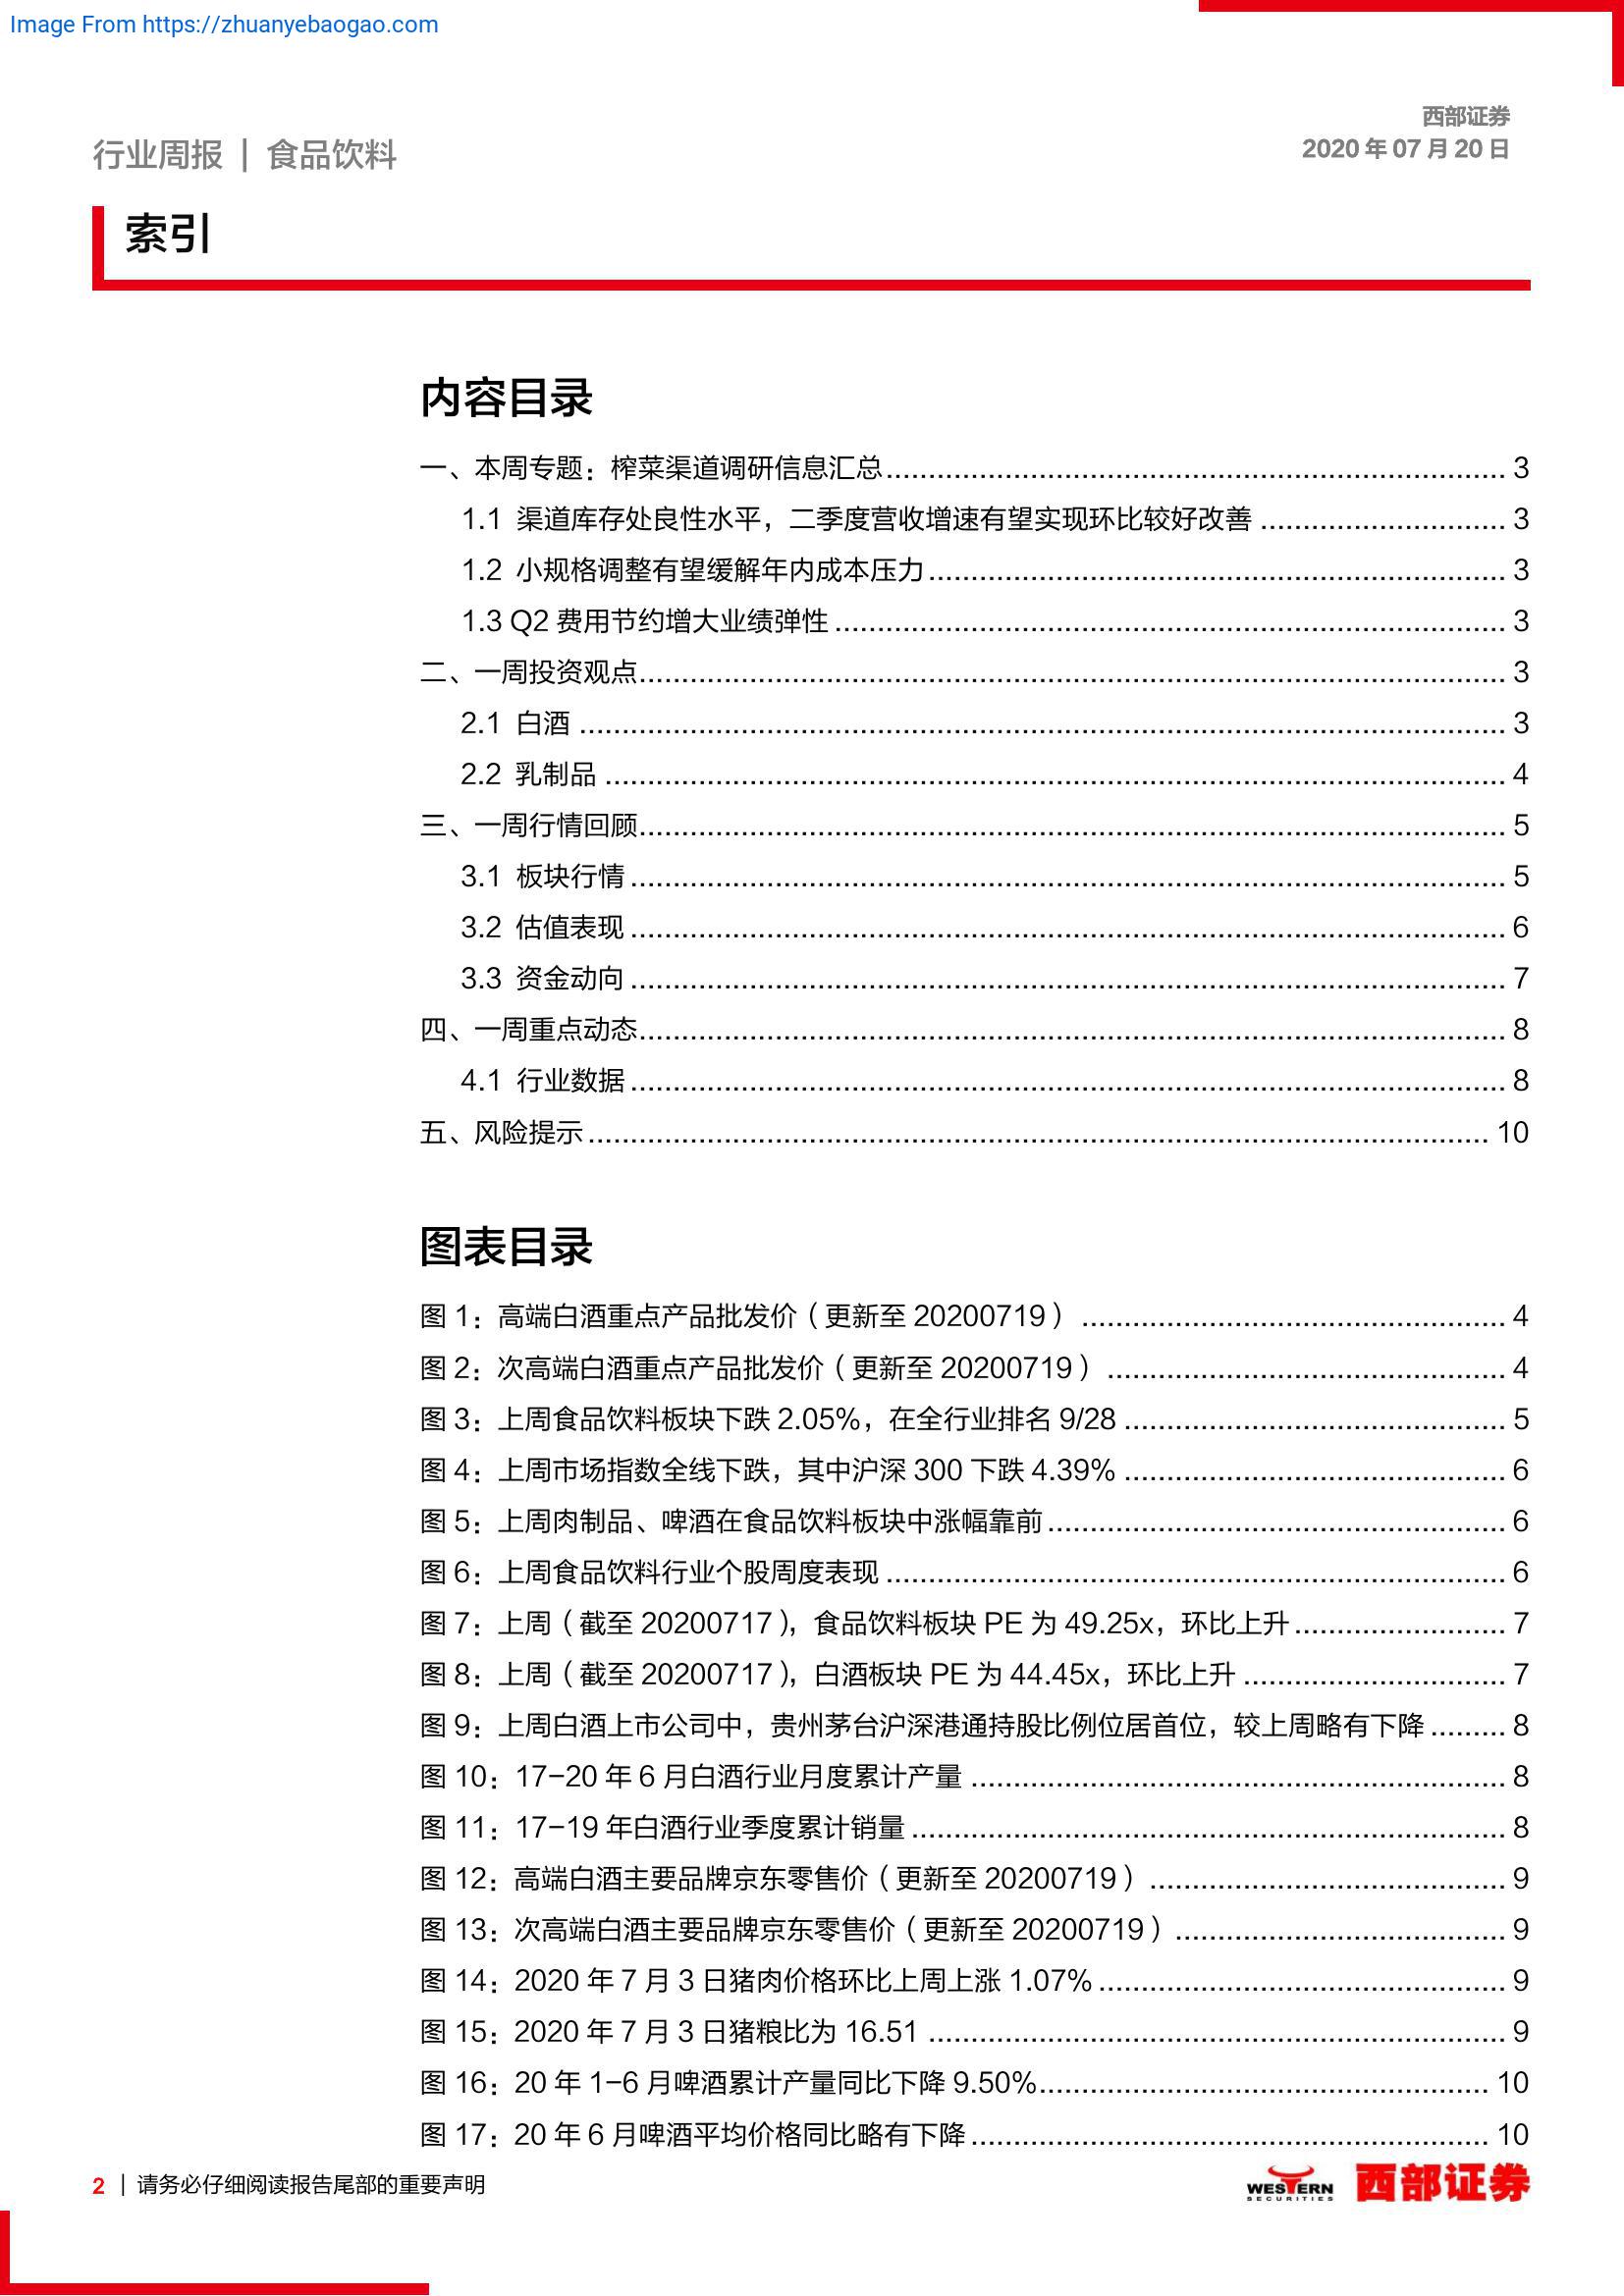 Image From https://zhuanyebaogao.com
西部证券
行业周报 | 食品饮料
2020 年 07 月 20 日
索引
内容目录
一、本周专题：榨菜渠道调研信息汇总 3
1.1 渠道库存处良性水平，二季度营收增速有望实现环比较好改善 3
1.2 小规格调整有望缓解年内成本压力 3
1.3 Q2 费用节约增大业绩弹性 3
二、一周投资观点 3
2.1 白酒 3
2.2 乳制品 4
三、一周行情回顾 5
3.1 板块行情 5
3.2 估值表现 6
3.3 资金动向 7
四、一周重点动态 8
4.1 行业数据 8
五、风险提示 10
图表目录
图 1：高端白酒重点产品批发价（更新至 20200719） 4
图 2：次高端白酒重点产品批发价（更新至 20200719） 4
图 3：上周食品饮料板块下跌 2.05%，在全行业排名 9/28 5
图 4：上周市场指数全线下跌，其中沪深 300 下跌 4.39% 6
图 5：上周肉制品、啤酒在食品饮料板块中涨幅靠前 6
图 6：上周食品饮料行业个股周度表现 6
图 7：上周（截至 20200717），食品饮料板块 PE 为 49.25x，环比上升 7
图 8：上周（截至 20200717），白酒板块 PE 为 44.45x，环比上升 7
图 9：上周白酒上市公司中，贵州茅台沪深港通持股比例位居首位，较上周略有下降 8
图 10：17-20 年 6 月白酒行业月度累计产量 8
图 11：17-19 年白酒行业季度累计销量 8
图 12：高端白酒主要品牌京东零售价（更新至 20200719） 9
图 13：次高端白酒主要品牌京东零售价（更新至 20200719） 9
图 14：2020 年 7 月 3 日猪肉价格环比上周上涨 1.07% 9
图 15：2020 年 7 月 3 日猪粮比为 16.51 9
图 16：20 年 1-6 月啤酒累计产量同比下降 9.50% 10
图 17：20 年 6 月啤酒平均价格同比略有下降 10
2 | 请务必仔细阅读报告尾部的重要声明
WESTERN
SECURITIES
西部证券